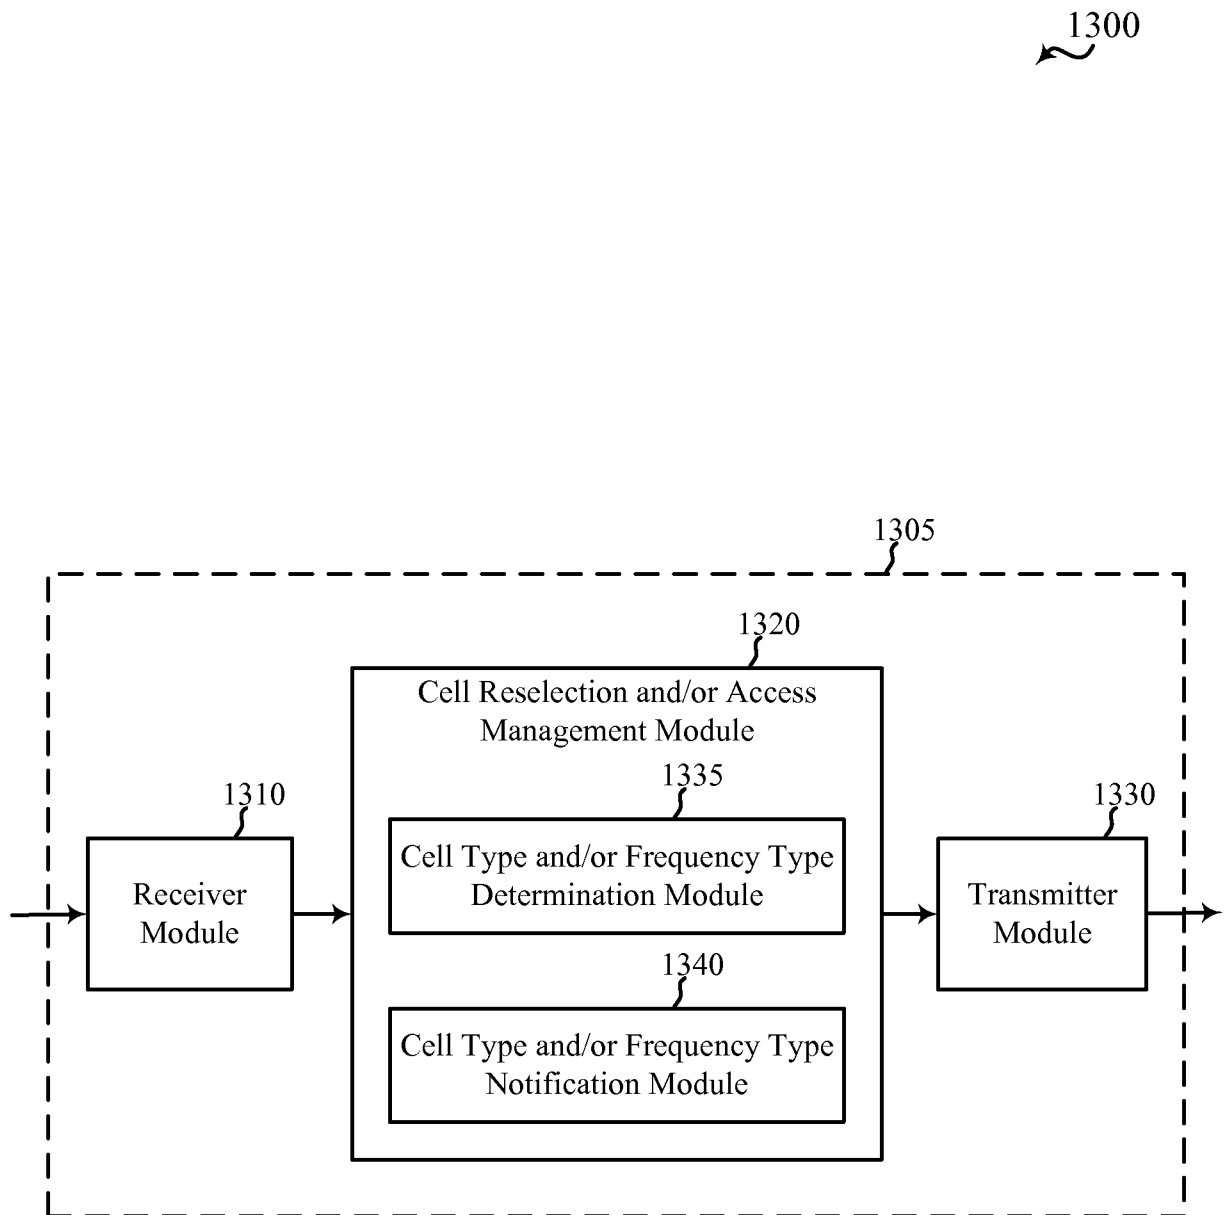 1300
1305
1320
Cell Reselection and/or Access
Management Module
1335
Cell Type and/or Frequency Type
Determination Module
1340
Cell Type and/or Frequency Type
Notification Module
1310
Receiver
Module
1330
Transmitter
Module